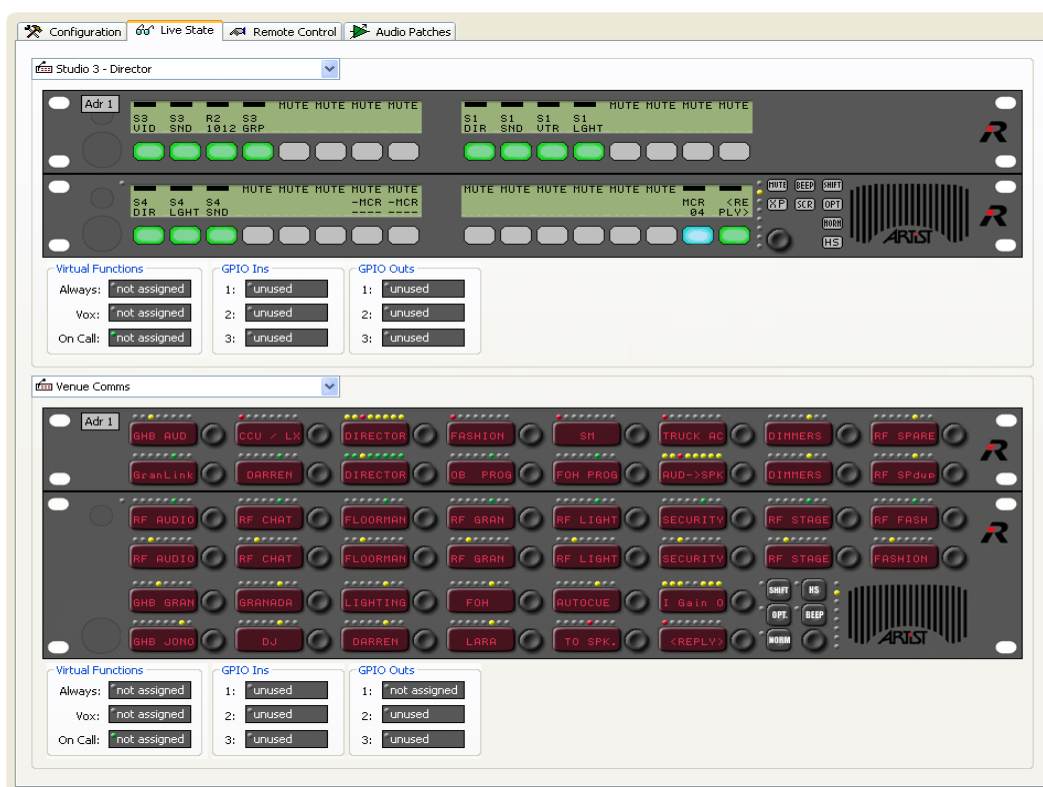 Configuration Live State Remote Control Audio Patches
Studio 3 - Director
Adr 1
MUTE MUTE MUTE MUTE
S3 S3 R2 S3
VID SND 1012 GRP
MUTE MUTE MUTE MUTE
S1 S1 S1 S1
DIR SND VTR LGHT
R
MUTE MUTE MUTE MUTE MUTE
S4 S4 S4 -MCR -MCR
DIR LGHT SND ---- ----
MUTE MUTE MUTE MUTE MUTE MUTE
MCR <RE
04 PLY>
MUTE BEEP SHIFT
XP SCR OPT
NORM
HS
ARTIST
R
Virtual Functions GPIO Ins GPIO Outs
Always: not assigned 1: unused 1: unused
Vox: not assigned 2: unused 2: unused
On Call: not assigned 3: unused 3: unused
Venue Comms
Adr 1
GHB AUD CCU / LX DIRECTOR FASHION SM TRUCK AC DIMMERS RF SPARE
R
GranLink DARREN DIRECTOR OB PROG FOH PROG AUD->SPK DIMMERS RF SPdup
RF AUDIO RF CHAT FLOORMAN RF GRAN RF LIGHT SECURITY RF STAGE RF FASH
R
RF AUDIO RF CHAT FLOORMAN RF GRAN RF LIGHT SECURITY RF STAGE FASHION
GHB GRAN GRANADA LIGHTING FOH AUTOCUE I Gain 0
SHIFT HS
OPT. BEEP
GHB JONO DJ DARREN LARA TO SPK. <REPLY>
NORM
ARTIST
Virtual Functions GPIO Ins GPIO Outs
Always: not assigned 1: unused 1: not assigned
Vox: not assigned 2: unused 2: unused
On Call: not assigned 3: unused 3: unused